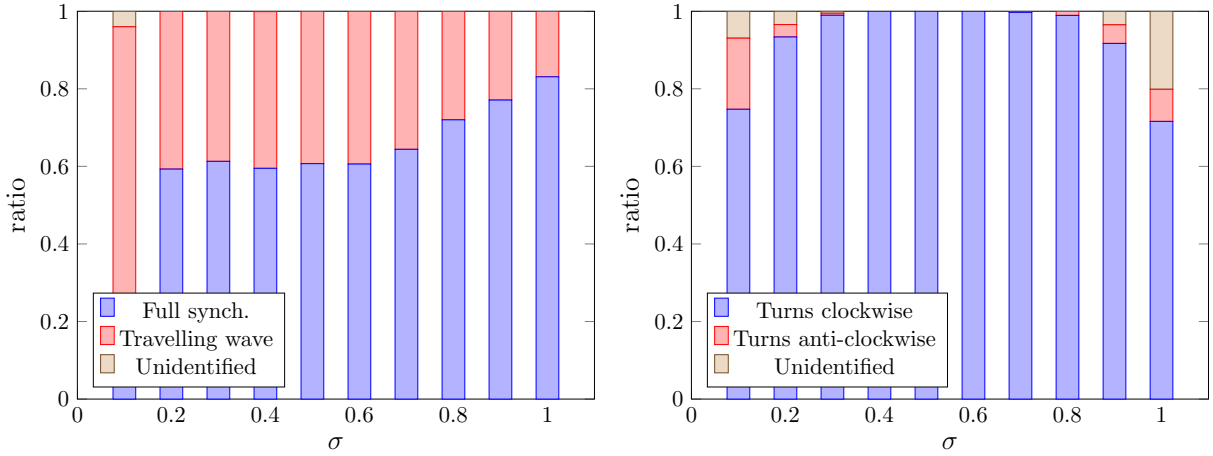 1
0.8
0.6
0.4
0.2
0
ratio
Full synch.
Travelling wave
Unidentified
0 0.2 0.4 0.6 0.8 1
σ
1
0.8
0.6
0.4
0.2
0
ratio
Turns clockwise
Turns anti-clockwise
Unidentified
0 0.2 0.4 0.6 0.8 1
σ